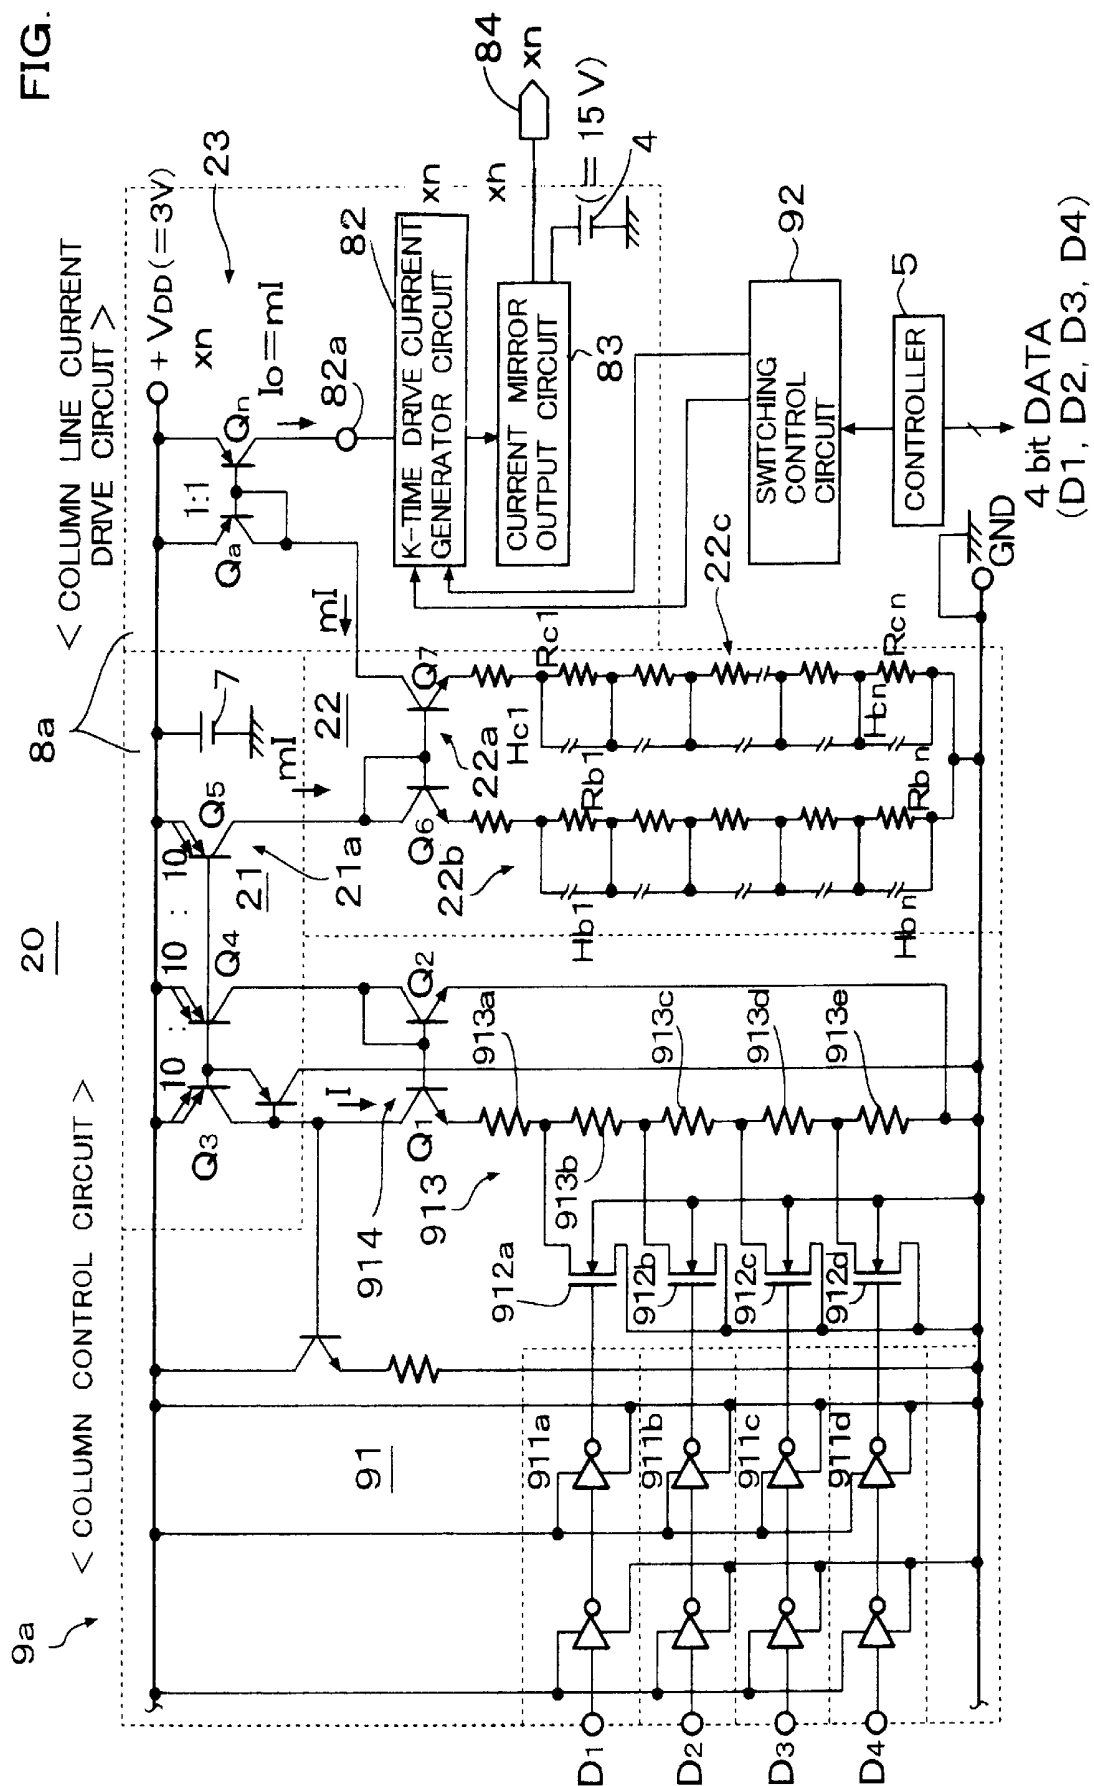 FIG.
20
8a
9a
< COLUMN CONTROL CIRCUIT >
< COLUMN LINE CURRENT
DRIVE CIRCUIT >
+ VDD (=3V)
xn
23
10
10
10
Q3
Q4
Q5
21
21a
7
1:1
Qa
Qn
Io=mI
82a
I
mI
mI
22
914
Q1
Q2
Q6
Q7
22a
22b
22c
91
913
913a
913b
913c
913d
913e
912a
912b
912c
912d
911a
911b
911c
911d
Hb1
Rb1
Hbn
Rbn
Hc1
Rc1
Hcn
Rcn
82
K-TIME DRIVE CURRENT
GENERATOR CIRCUIT
xn
CURRENT MIRROR
OUTPUT CIRCUIT
83
xn
84
xn
(= 15 V)
4
SWITCHING
CONTROL
CIRCUIT
92
CONTROLLER
5
GND
4 bit DATA
(D1, D2, D3, D4)
D1
D2
D3
D4